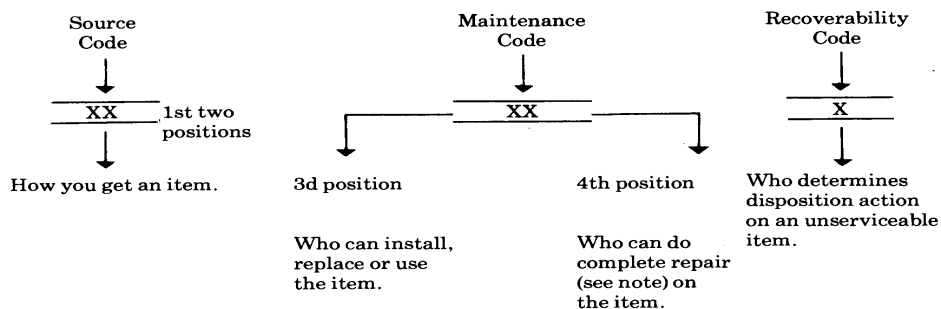 Source
Code
XX
1st two
positions
How you get an item.
Maintenance
Code
XX
3d position
Who can install,
replace or use
the item.
4th position
Who can do
complete repair
(see note) on
the item.
Recoverability
Code
X
Who determines
disposition action
on an unserviceable
item.